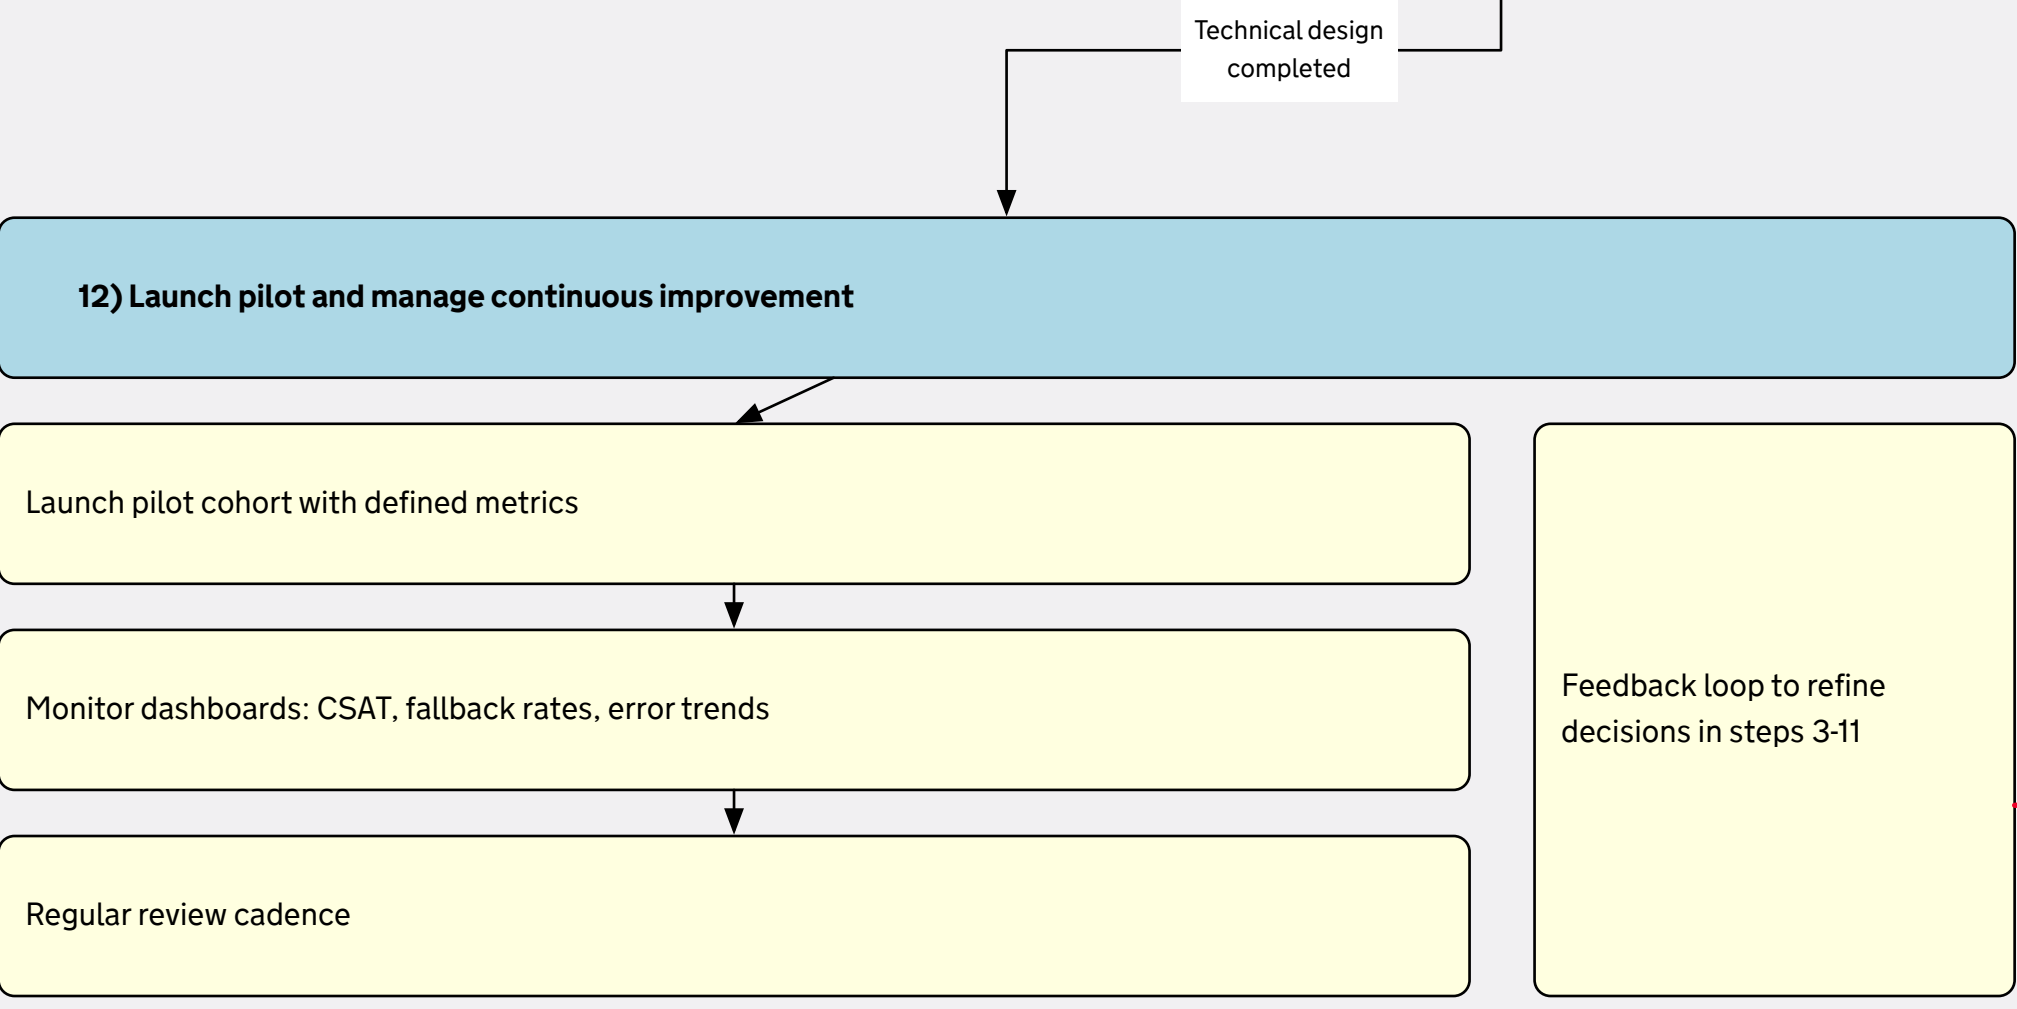 Technical design
completed
12) Launch pilot and manage continuous improvement
Launch pilot cohort with defined metrics
Monitor dashboards: CSAT, fallback rates, error trends
Feedback loop to refine
decisions in steps 3-11
Regular review cadence